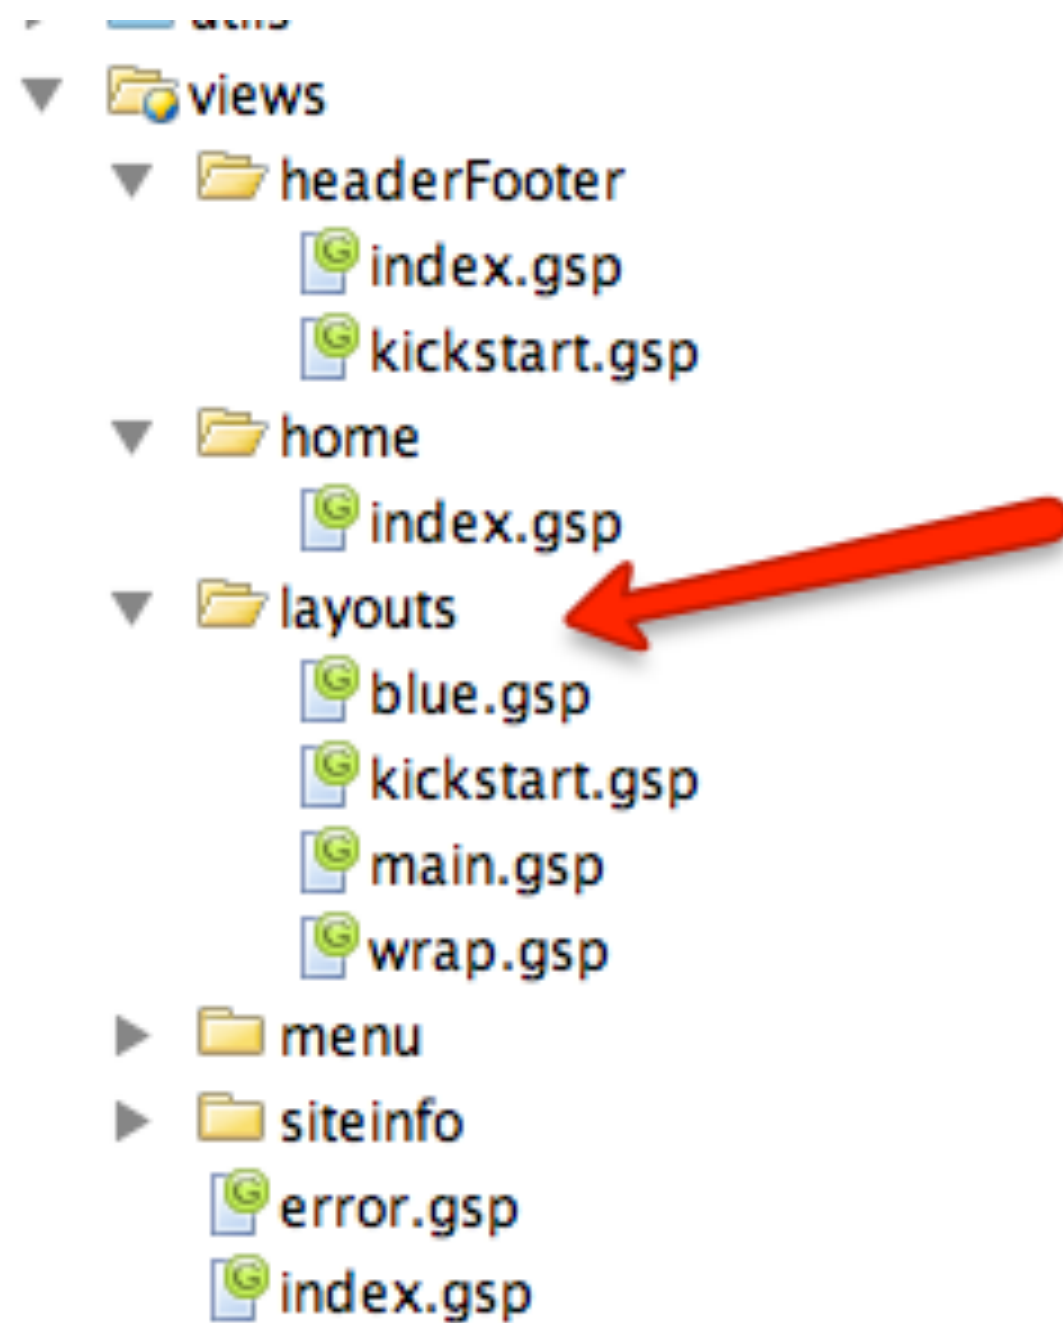 utils
views
headerFooter
index.gsp
kickstart.gsp
home
index.gsp
layouts
blue.gsp
kickstart.gsp
main.gsp
wrap.gsp
menu
siteinfo
error.gsp
index.gsp